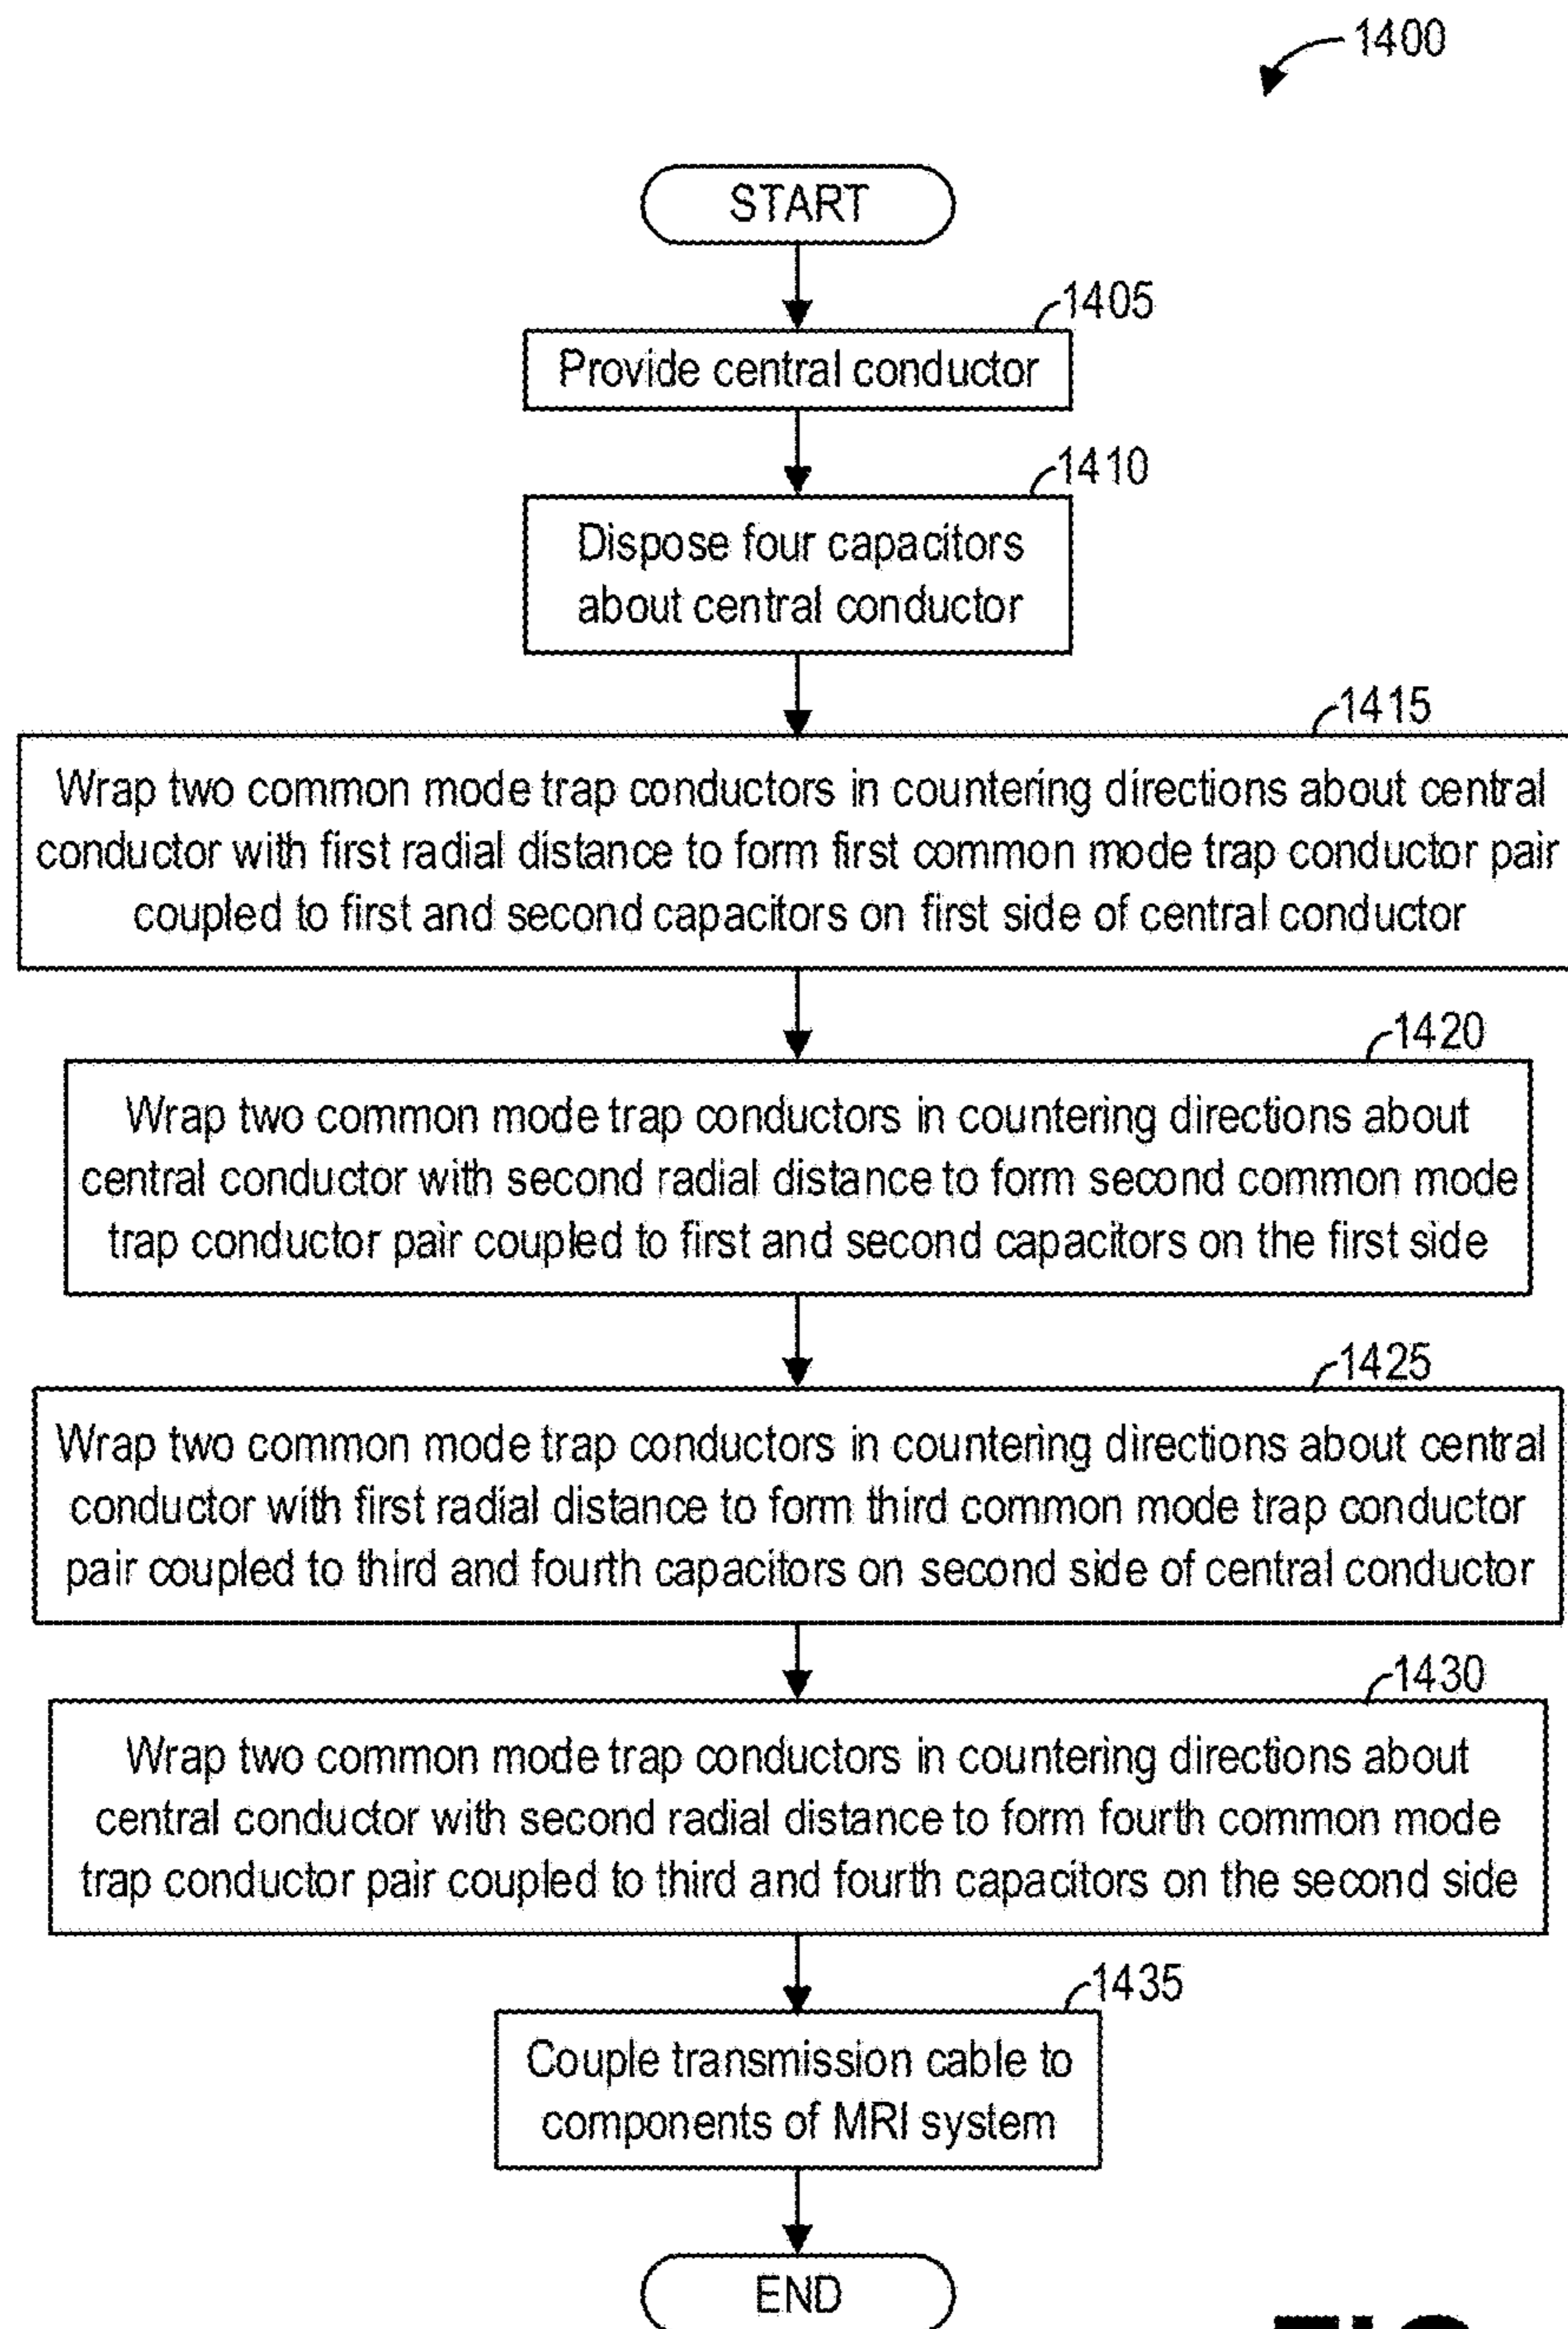 1400
START
1405
Provide central conductor
1410
Dispose four capacitors
about central conductor
1415
Wrap two common mode trap conductors in countering directions about central
conductor with first radial distance to form first common mode trap conductor pair
coupled to first and second capacitors on first side of central conductor
1420
Wrap two common mode trap conductors in countering directions about
central conductor with second radial distance to form second common mode
trap conductor pair coupled to first and second capacitors on the first side
1425
Wrap two common mode trap conductors in countering directions about central
conductor with first radial distance to form third common mode trap conductor
pair coupled to third and fourth capacitors on second side of central conductor
1430
Wrap two common mode trap conductors in countering directions about
central conductor with second radial distance to form fourth common mode
trap conductor pair coupled to third and fourth capacitors on the second side
1435
Couple transmission cable to
components of MRI system
END